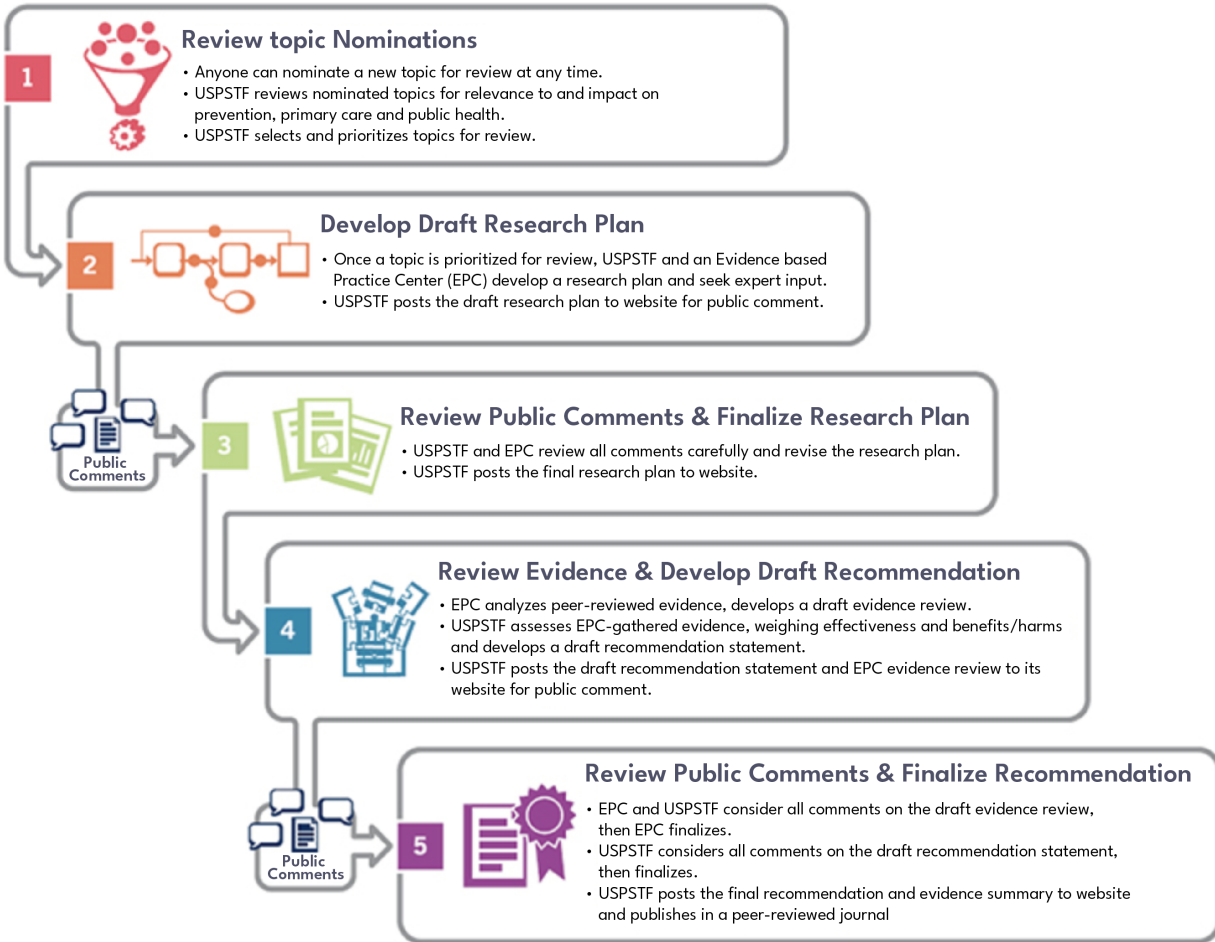 1
Review topic Nominations
• Anyone can nominate a new topic for review at any time.
• USPSTF reviews nominated topics for relevance to and impact on
prevention, primary care and public health.
• USPSTF selects and prioritizes topics for review.
2
Develop Draft Research Plan
• Once a topic is prioritized for review, USPSTF and an Evidence based
Practice Center (EPC) develop a research plan and seek expert input.
• USPSTF posts the draft research plan to website for public comment.
Public
Comments
3
Review Public Comments & Finalize Research Plan
• USPSTF and EPC review all comments carefully and revise the research plan.
• USPSTF posts the final research plan to website.
4
Review Evidence & Develop Draft Recommendation
• EPC analyzes peer-reviewed evidence, develops a draft evidence review.
• USPSTF assesses EPC-gathered evidence, weighing effectiveness and benefits/harms
and develops a draft recommendation statement.
• USPSTF posts the draft recommendation statement and EPC evidence review to its
website for public comment.
Public
Comments
5
Review Public Comments & Finalize Recommendation
• EPC and USPSTF consider all comments on the draft evidence review,
then EPC finalizes.
• USPSTF considers all comments on the draft recommendation statement,
then finalizes.
• USPSTF posts the final recommendation and evidence summary to website
and publishes in a peer-reviewed journal